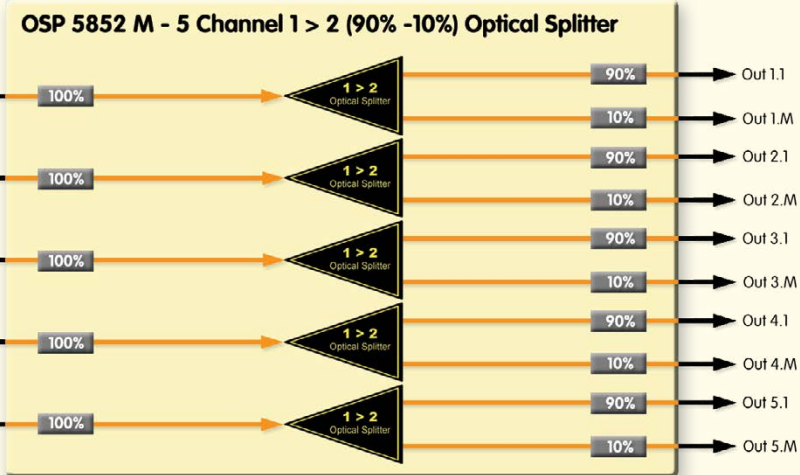 OSP 5852 M - 5 Channel 1 > 2 (90% -10%) Optical Splitter
100%
1 > 2
Optical Splitter
90%
Out 1.1
10%
Out 1.M
100%
1 > 2
Optical Splitter
90%
Out 2.1
10%
Out 2.M
100%
1 > 2
Optical Splitter
90%
Out 3.1
10%
Out 3.M
100%
1 > 2
Optical Splitter
90%
Out 4.1
10%
Out 4.M
100%
1 > 2
Optical Splitter
90%
Out 5.1
10%
Out 5.M